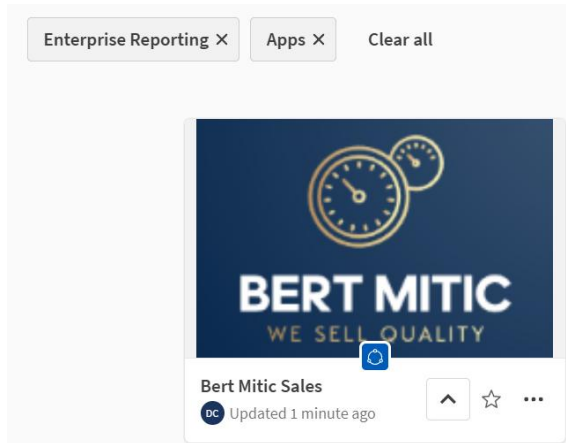 Enterprise Reporting × Apps × Clear all
BERT MITIC
WE SELL QUALITY
Bert Mitic Sales
DC Updated 1 minute ago